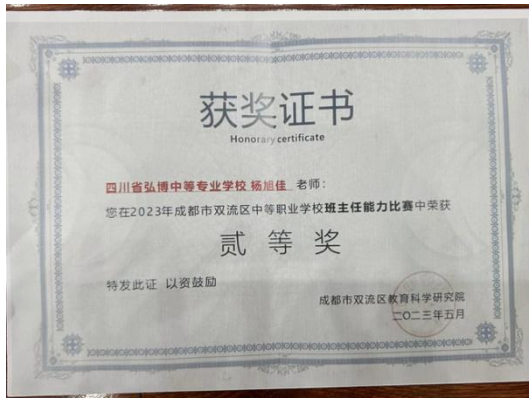 获奖证书
Honorary certificate
四川省弘博中等专业学校 杨旭佳 老师：
您在2023年成都市双流区中等职业学校班主任能力比赛中荣获
贰等奖
特发此证 以资鼓励
成都市双流区教育科学研究院
二〇二三年五月